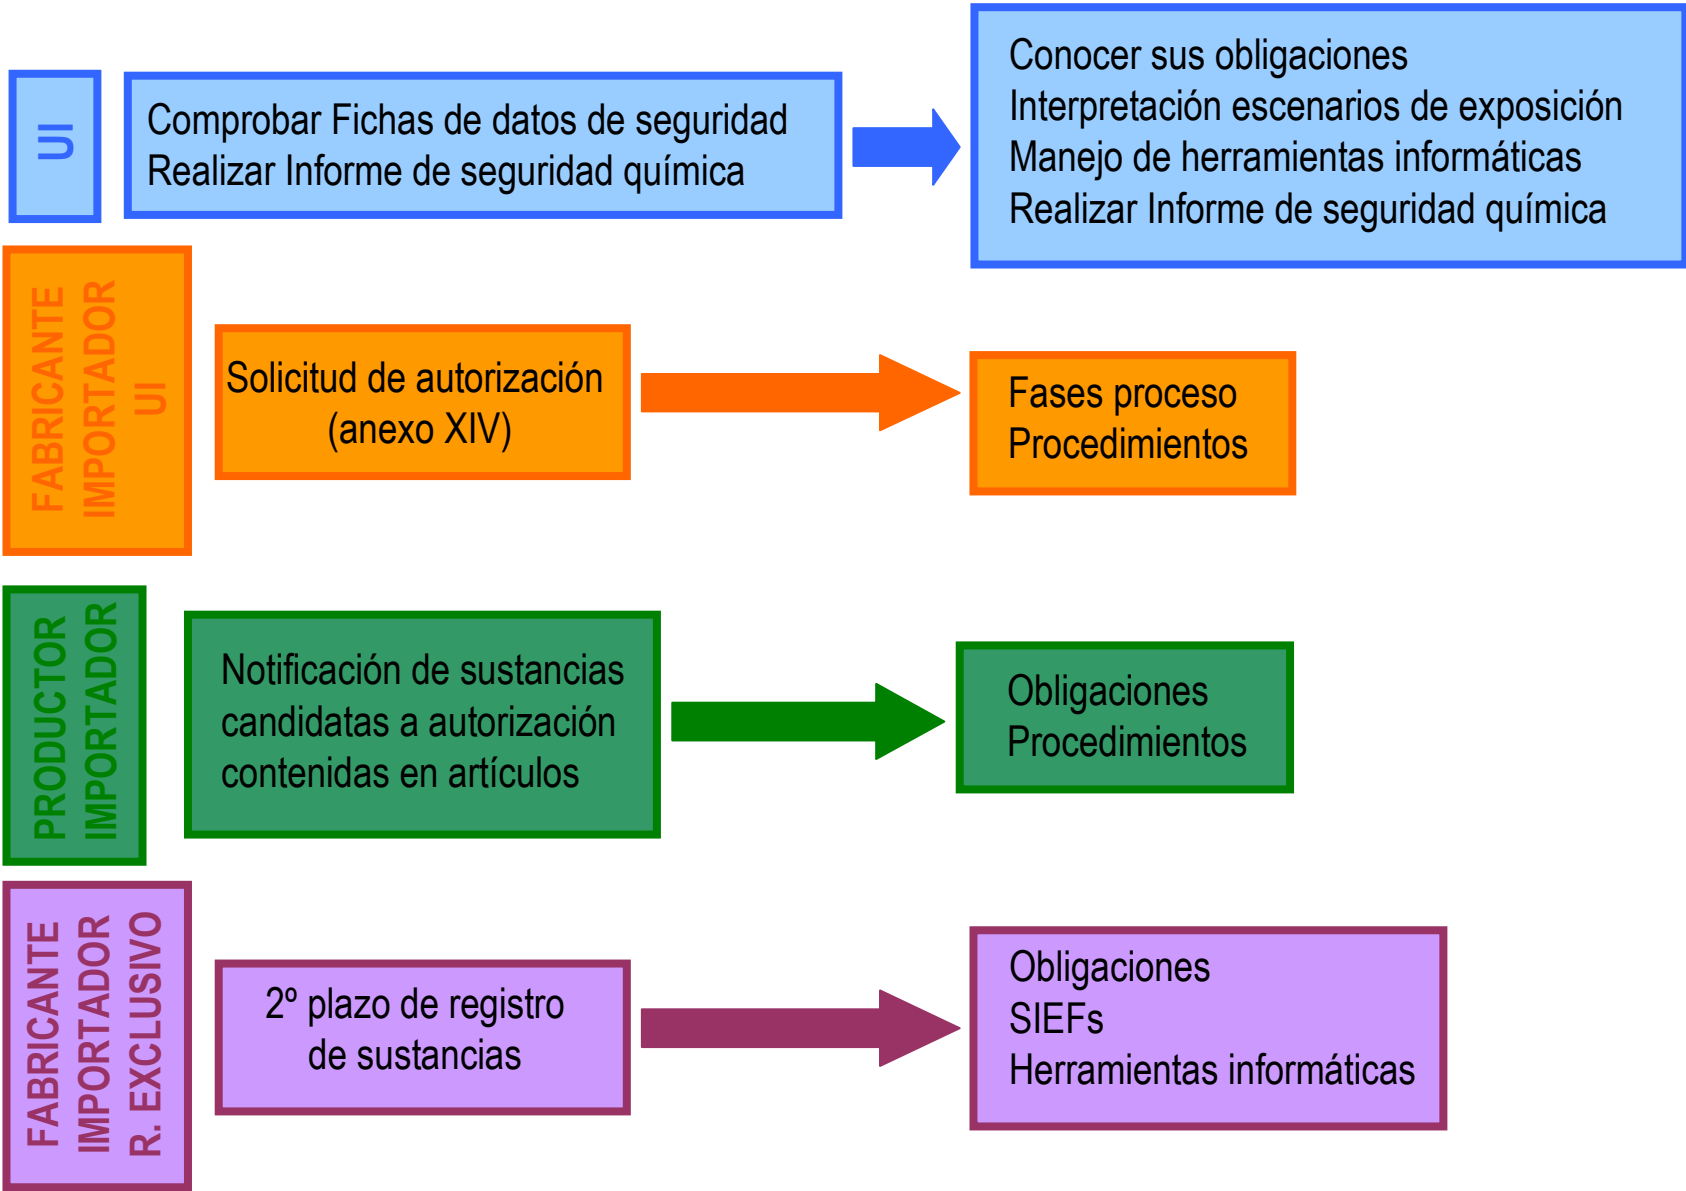 UI
Comprobar Fichas de datos de seguridad
Realizar Informe de seguridad química
Conocer sus obligaciones
Interpretación escenarios de exposición
Manejo de herramientas informáticas
Realizar Informe de seguridad química
FABRICANTE
IMPORTADOR
UI
Solicitud de autorización
(anexo XIV)
Fases proceso
Procedimientos
PRODUCTOR
IMPORTADOR
Notificación de sustancias
candidatas a autorización
contenidas en artículos
Obligaciones
Procedimientos
FABRICANTE
IMPORTADOR
R. EXCLUSIVO
2º plazo de registro
de sustancias
Obligaciones
SIEFs
Herramientas informáticas